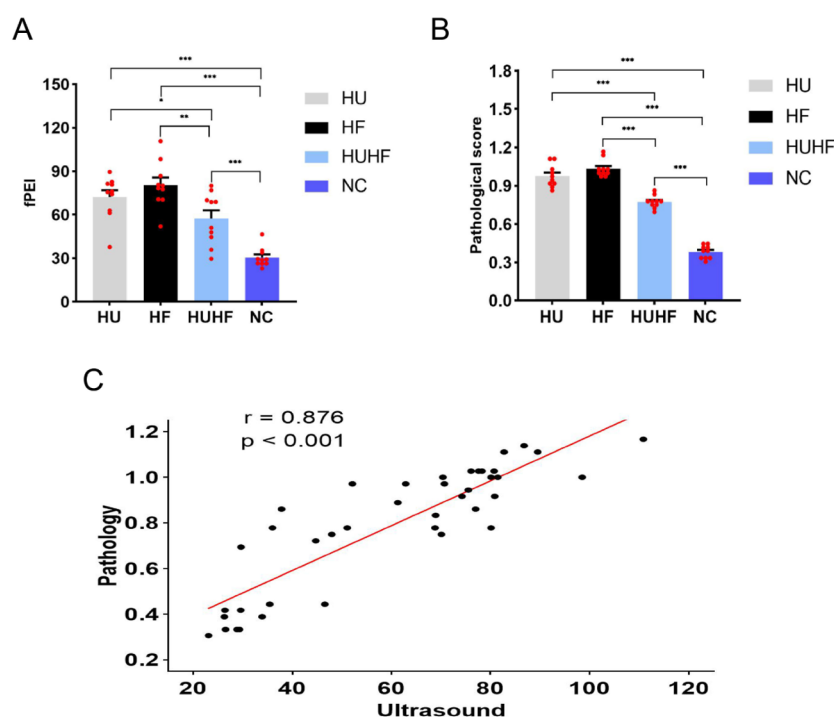 A
***
***
*
**
***
150
120
90
60
30
0
fPEI
HU
HF
HUHF
NC
HU
HF
HUHF
NC
B
***
***
***
***
***
1.8
1.5
1.2
0.9
0.6
0.3
0.0
Pathological score
HU
HF
HUHF
NC
HU
HF
HUHF
NC
C
r = 0.876
p < 0.001
1.2
1.0
0.8
0.6
0.4
0.2
Pathology
20
40
60
80
100
120
Ultrasound